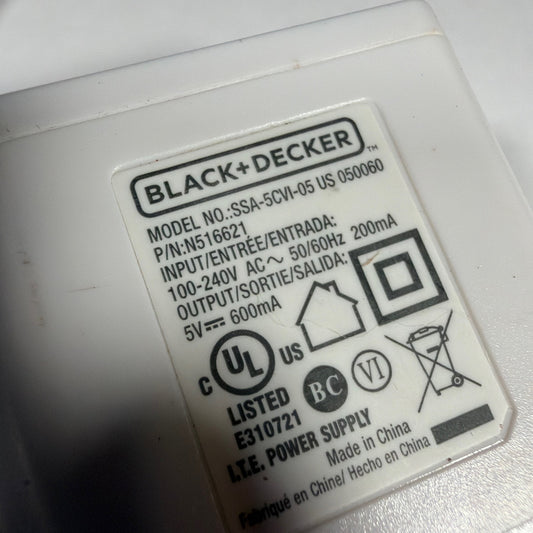 BLACK+DECKER™
MODEL NO.:SSA-5CVI-05 US 050060
P/N:N516621
INPUT/ENTRÉE/ENTRADA:
100-240V AC～ 50/60Hz 200mA
OUTPUT/SORTIE/SALIDA:
5V⎓ 600mA
C UL US
LISTED
E310721
BC VI
I.T.E. POWER SUPPLY
Made in China
Fabriqué en Chine/ Hecho en China